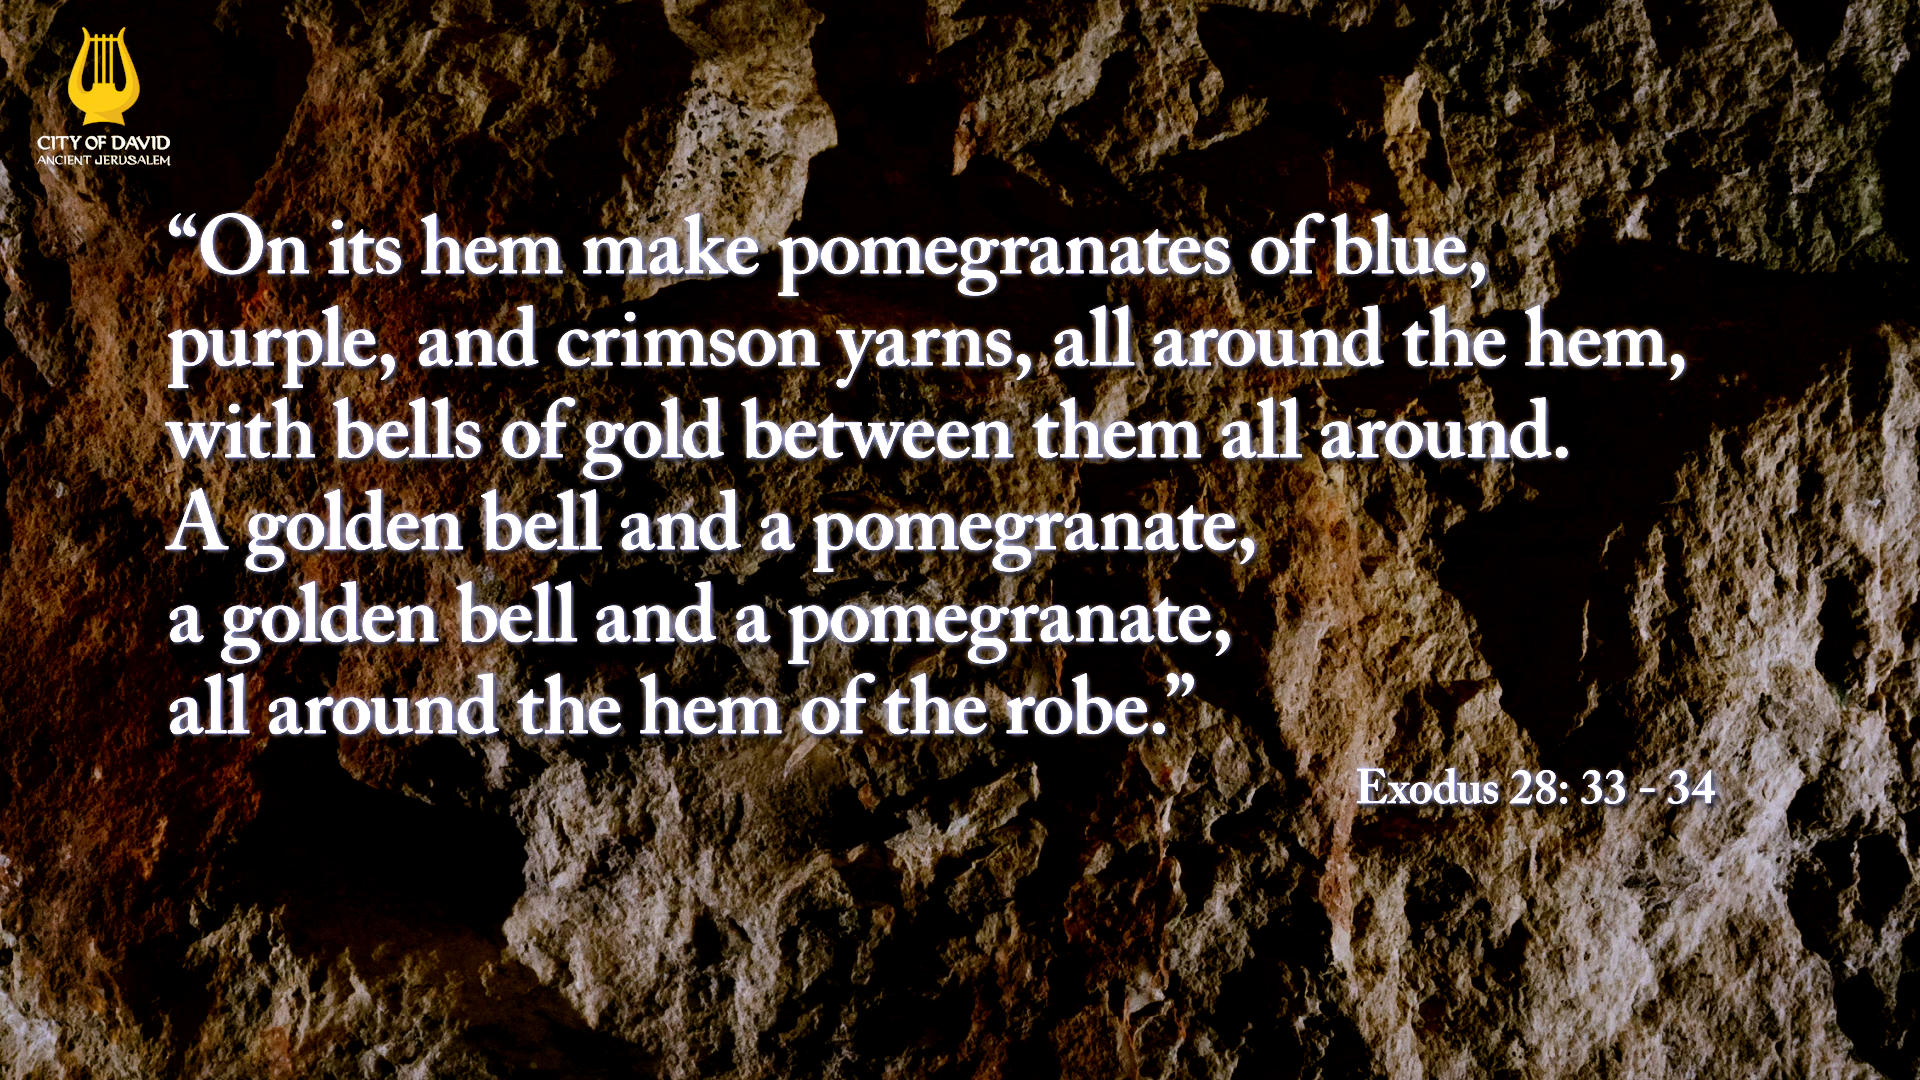 CITY OF DAVID
ANCIENT JERUSALEM
“On its hem make pomegranates of blue,
purple, and crimson yarns, all around the hem,
with bells of gold between them all around.
A golden bell and a pomegranate,
a golden bell and a pomegranate,
all around the hem of the robe.”
Exodus 28: 33 - 34